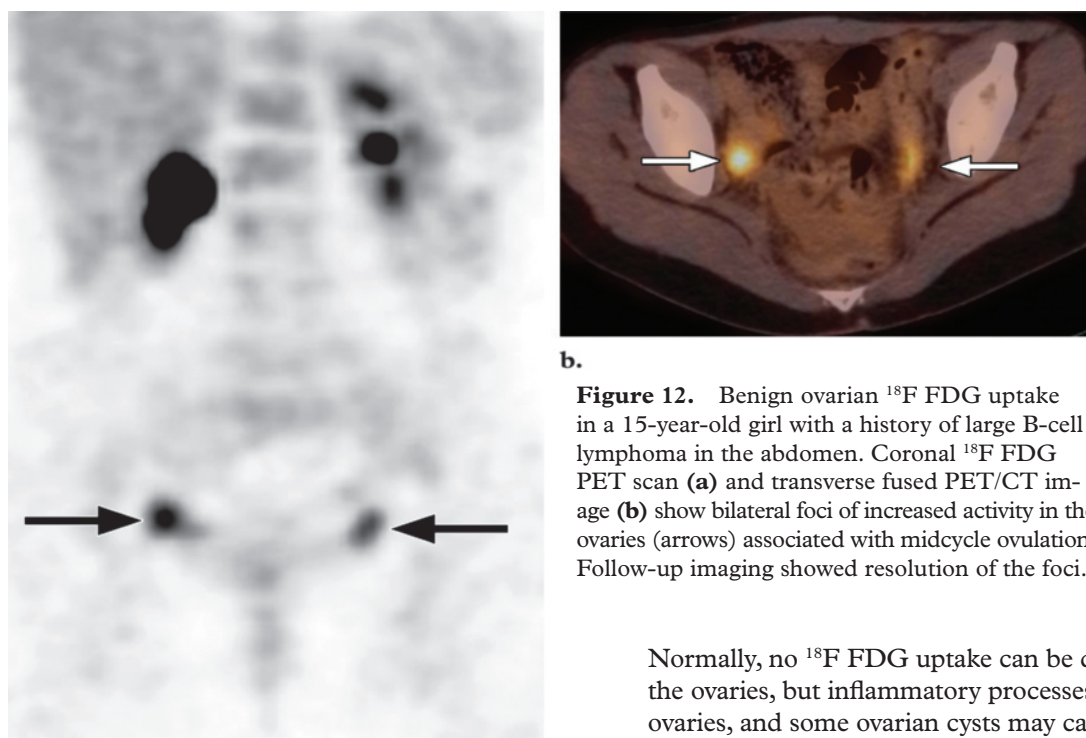 b.
Figure 12. Benign ovarian ¹⁸F FDG uptake
in a 15-year-old girl with a history of large B-cell
lymphoma in the abdomen. Coronal ¹⁸F FDG
PET scan (a) and transverse fused PET/CT im-
age (b) show bilateral foci of increased activity in the
ovaries (arrows) associated with midcycle ovulation.
Follow-up imaging showed resolution of the foci.
Normally, no ¹⁸F FDG uptake can be
the ovaries, but inflammatory processes
ovaries, and some ovarian cysts may